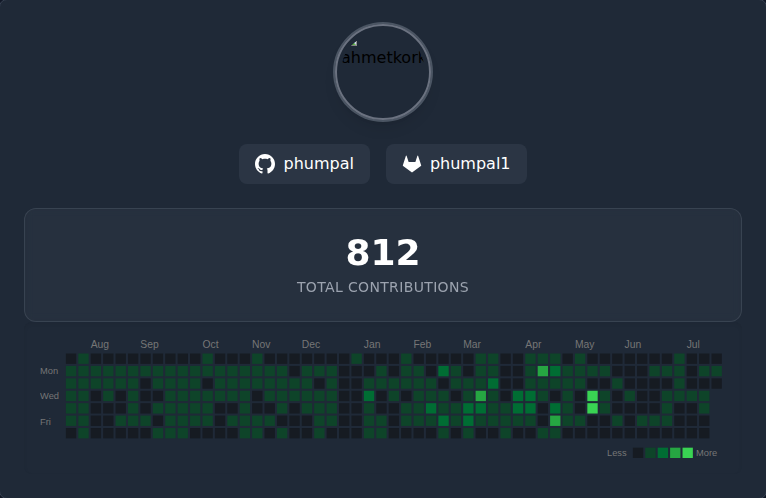 ahmetkork
phumpal
phumpal1
812
TOTAL CONTRIBUTIONS
Aug Sep Oct Nov Dec Jan Feb Mar Apr May Jun Jul
Mon
Wed
Fri
Less More